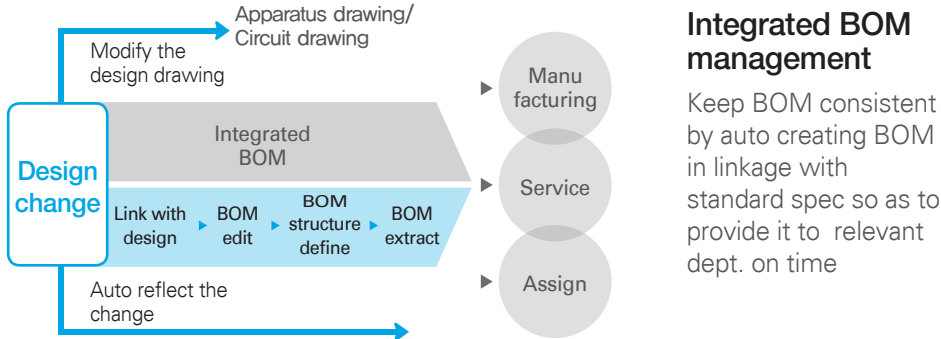 Apparatus drawing/
Circuit drawing
Modify the
design drawing
Design
change
Integrated
BOM
Link with
design
BOM
edit
BOM
structure
define
BOM
extract
Auto reflect the
change
Manu
facturing
Service
Assign
Integrated BOM
management
Keep BOM consistent
by auto creating BOM
in linkage with
standard spec so as to
provide it to relevant
dept. on time